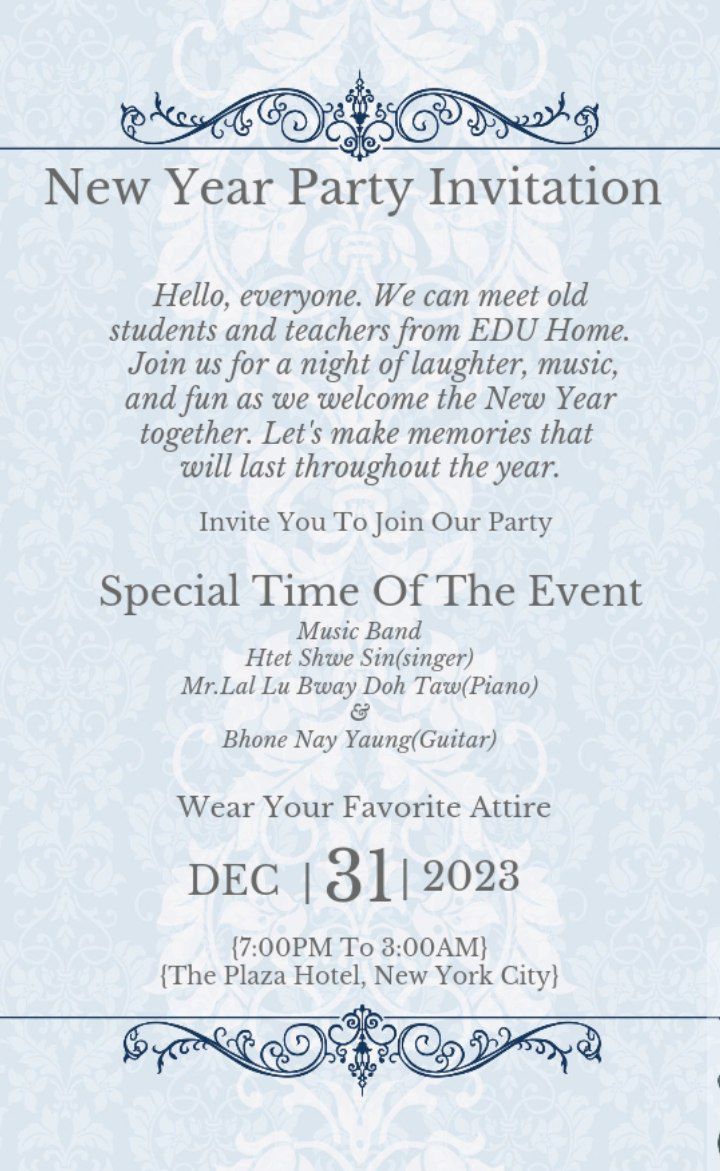 New Year Party Invitation
Hello, everyone. We can meet old
students and teachers from EDU Home.
Join us for a night of laughter, music,
and fun as we welcome the New Year
together. Let's make memories that
will last throughout the year.
Invite You To Join Our Party
Special Time Of The Event
Music Band
Htet Shwe Sin(singer)
Mr.Lal Lu Bway Doh Taw(Piano)
&
Bhone Nay Yaung(Guitar)
Wear Your Favorite Attire
DEC | 31 | 2023
{7:00PM To 3:00AM}
{The Plaza Hotel, New York City}